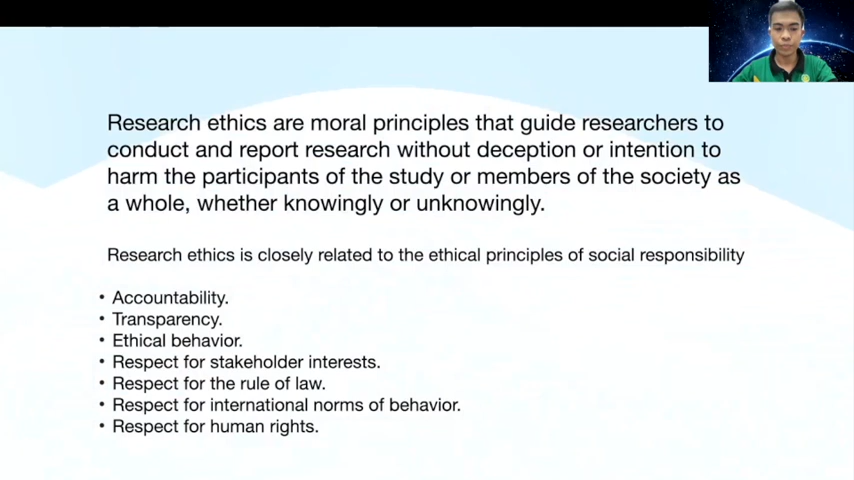 Research ethics are moral principles that guide researchers to
conduct and report research without deception or intention to
harm the participants of the study or members of the society as
a whole, whether knowingly or unknowingly.
Research ethics is closely related to the ethical principles of social responsibility
• Accountability.
• Transparency.
• Ethical behavior.
• Respect for stakeholder interests.
• Respect for the rule of law.
• Respect for international norms of behavior.
• Respect for human rights.